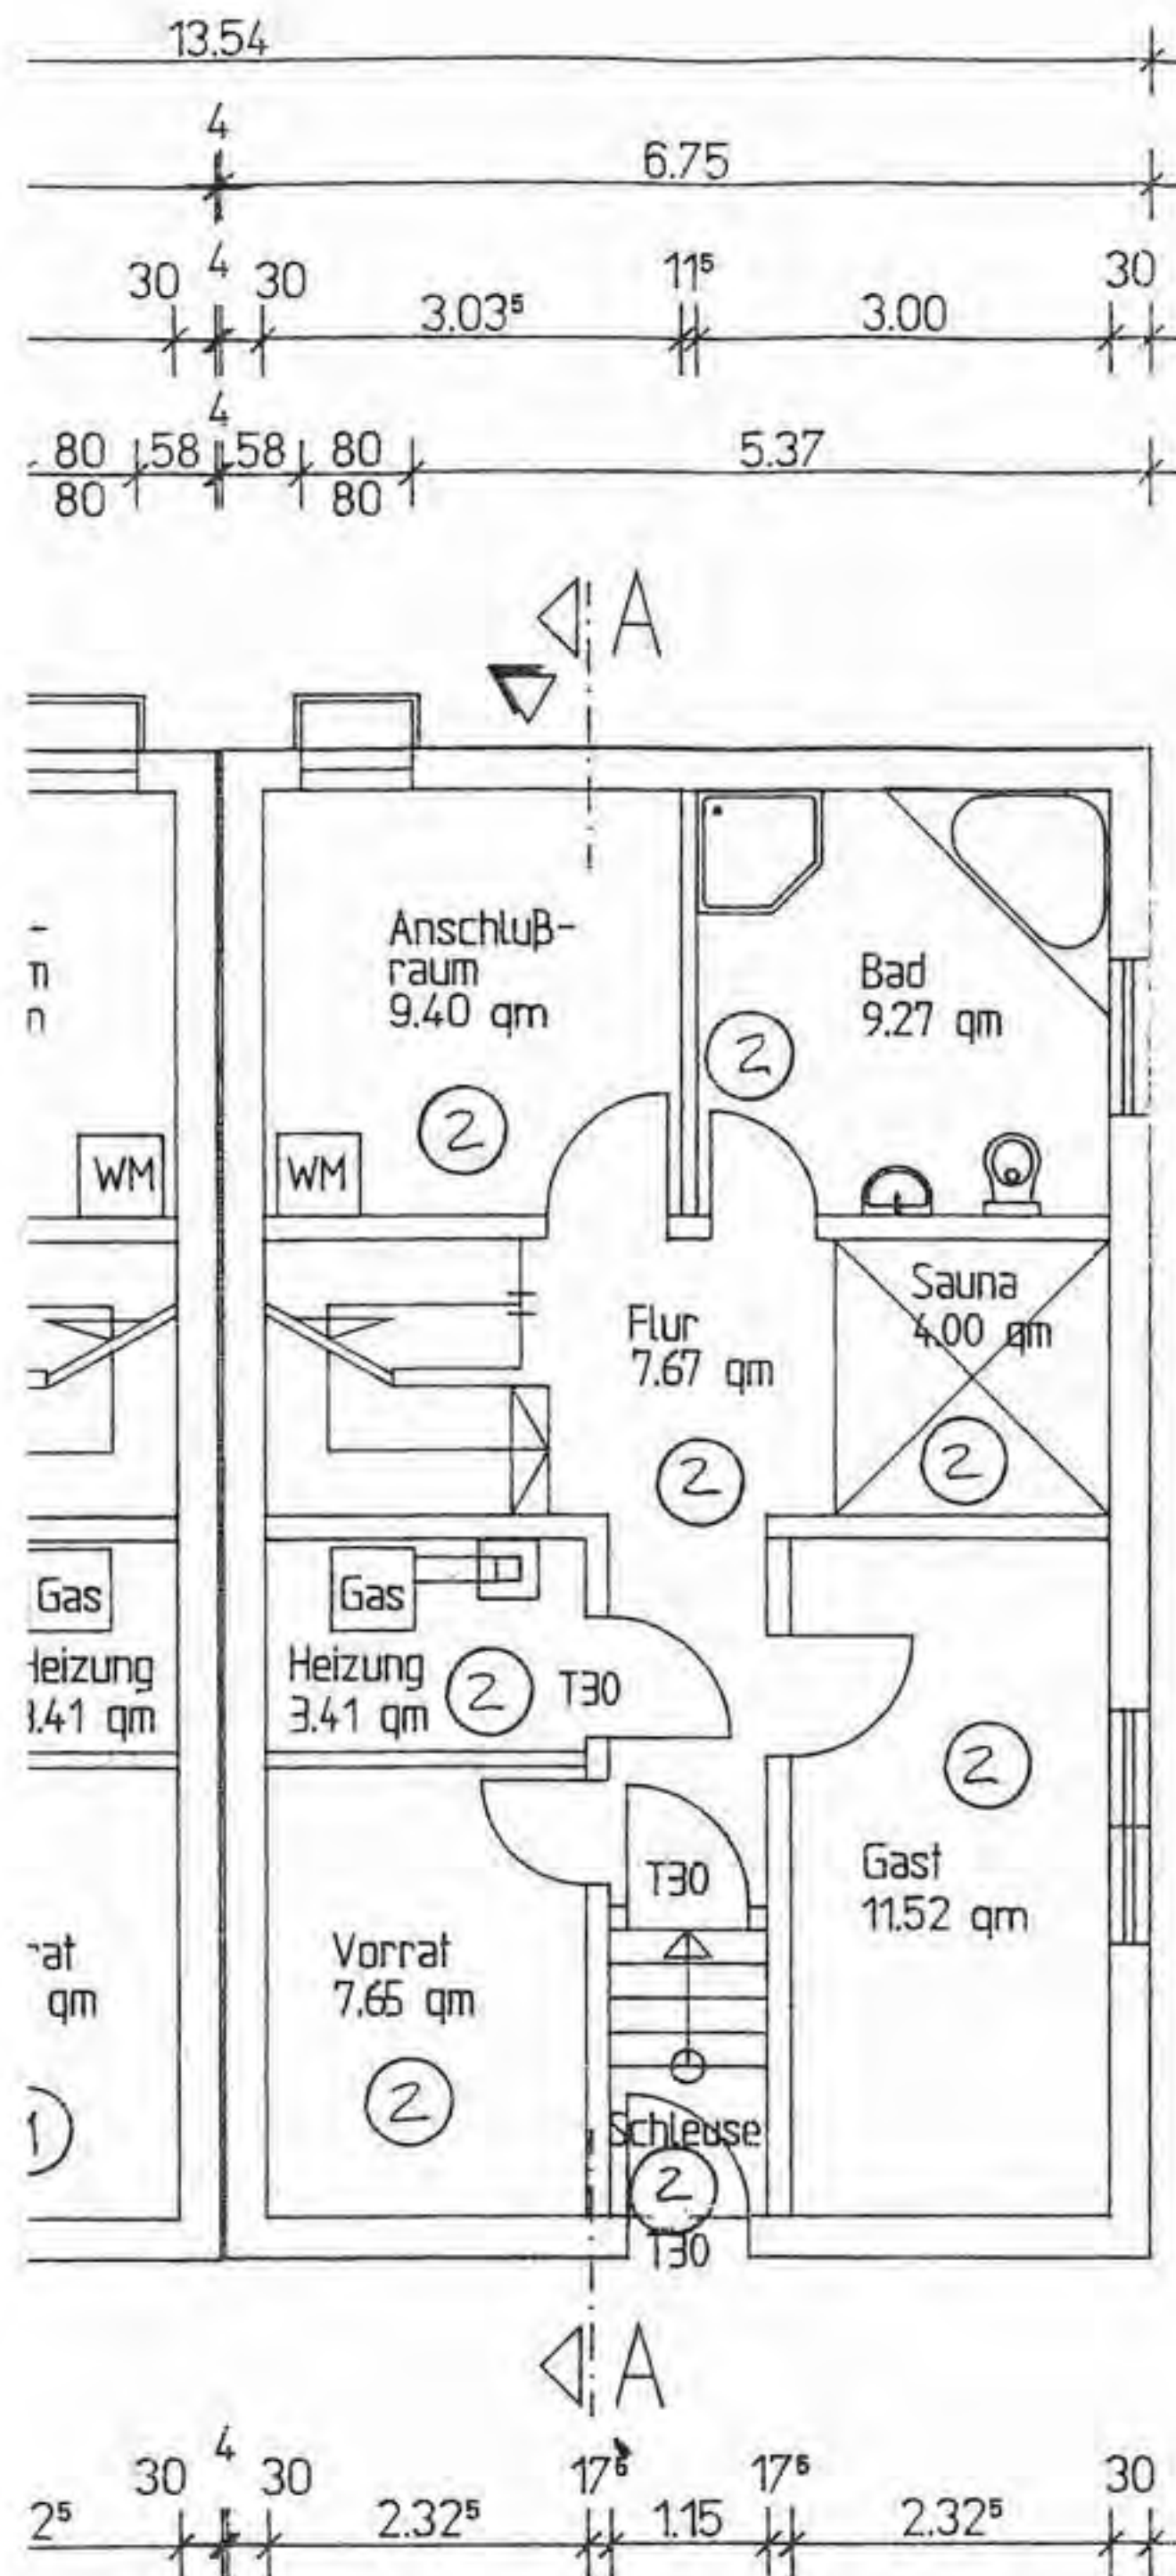 13.54
4
6.75
30 4 30 3.03⁵ 11⁵ 3.00 30
4
80 58 58 80 5.37
80 80
A
Anschluß-
raum
9.40 qm
Bad
9.27 qm
2
2
WM
WM
Sauna
4.00 qm
Flur
7.67 qm
2
2
Gas
Gas
Heizung
3.41 qm
2
T30
2
T30
Gast
11.52 qm
Vorrat
7.65 qm
2
Schleuse
2
T30
1
A
30 4 30 17⁵ 17⁵ 30
2⁵ 2.32⁵ 1.15 2.32⁵